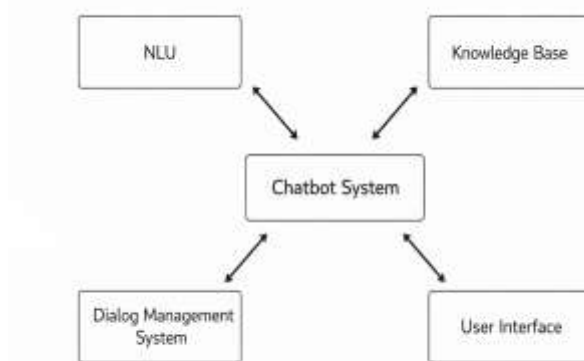 NLU
Knowledge Base
Chatbot System
Dialog Management
System
User Interface